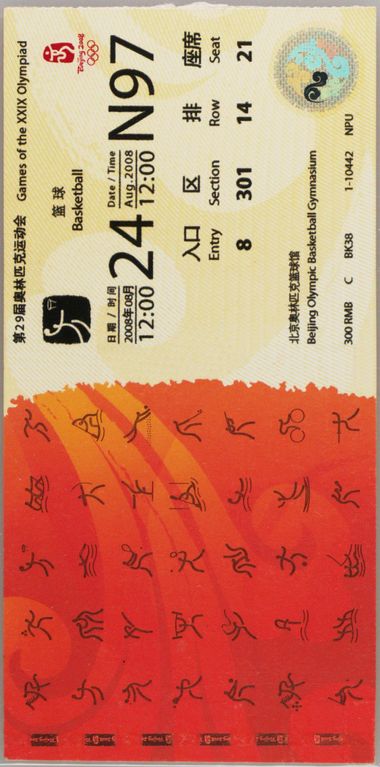 第29届奥林匹克运动会 Games of the XXIX Olympiad
Beijing 2008
篮球
Basketball
日期 / 时间 Date / Time
2008年08月 24 Aug.2008 N97
12:00 12:00
入口 区 排 座席
Entry Section Row Seat
8 301 14 21
北京奥林匹克篮球馆
Beijing Olympic Basketball Gymnasium
300 RMB C BK38 1-10442 NPU